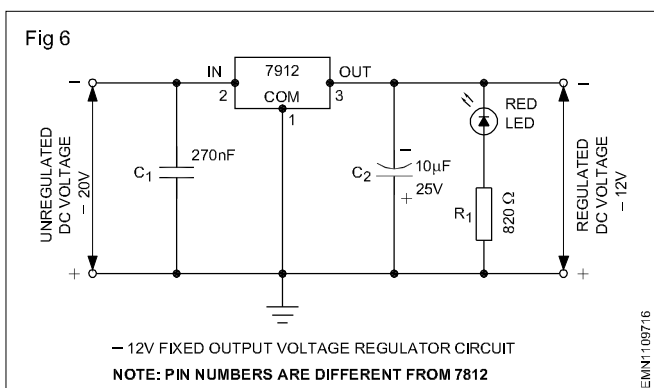 Fig 6
IN
7912
OUT
2
COM
3
1
RED
LED
270nF
C1
C2
10µF
25V
R1
820 Ω
UNREGULATED
DC VOLTAGE
– 20V
REGULATED
DC VOLTAGE
– 12V
–
–
–
+
+
+
– 12V FIXED OUTPUT VOLTAGE REGULATOR CIRCUIT
NOTE: PIN NUMBERS ARE DIFFERENT FROM 7812
EMN1109716